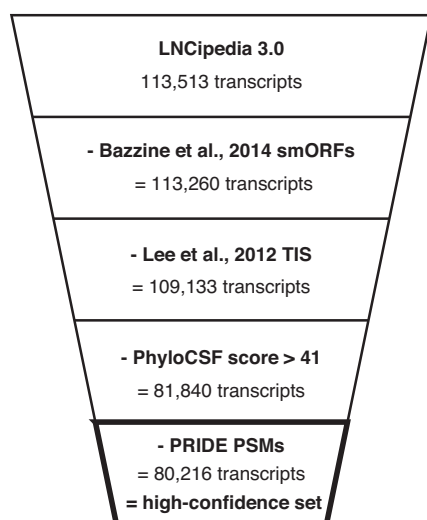 LNCipedia 3.0
113,513 transcripts
- Bazzine et al., 2014 smORFs
= 113,260 transcripts
- Lee et al., 2012 TIS
= 109,133 transcripts
- PhyloCSF score > 41
= 81,840 transcripts
- PRIDE PSMs
= 80,216 transcripts
= high-confidence set